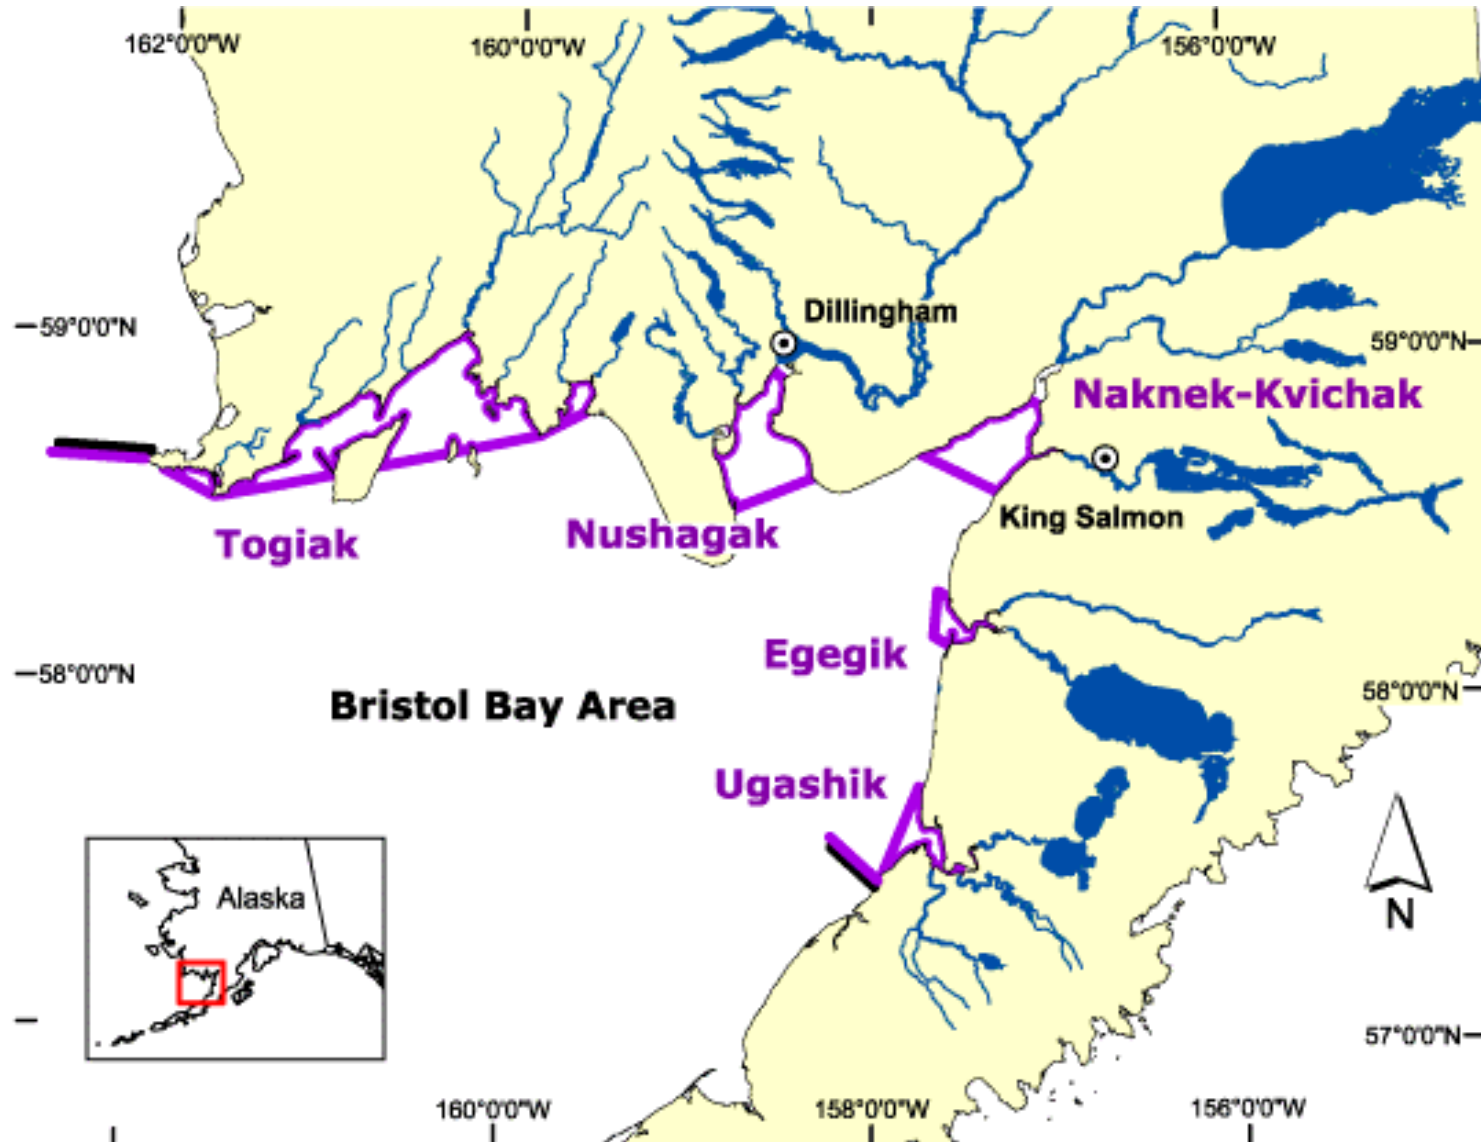 162°0'0"W
160°0'0"W
156°0'0"W
Dillingham
59°0'0"N
59°0'0"N
Naknek-Kvichak
King Salmon
Togiak
Nushagak
Egegik
58°0'0"N
58°0'0"N
Bristol Bay Area
Ugashik
Alaska
N
57°0'0"N
160°0'0"W
158°0'0"W
156°0'0"W